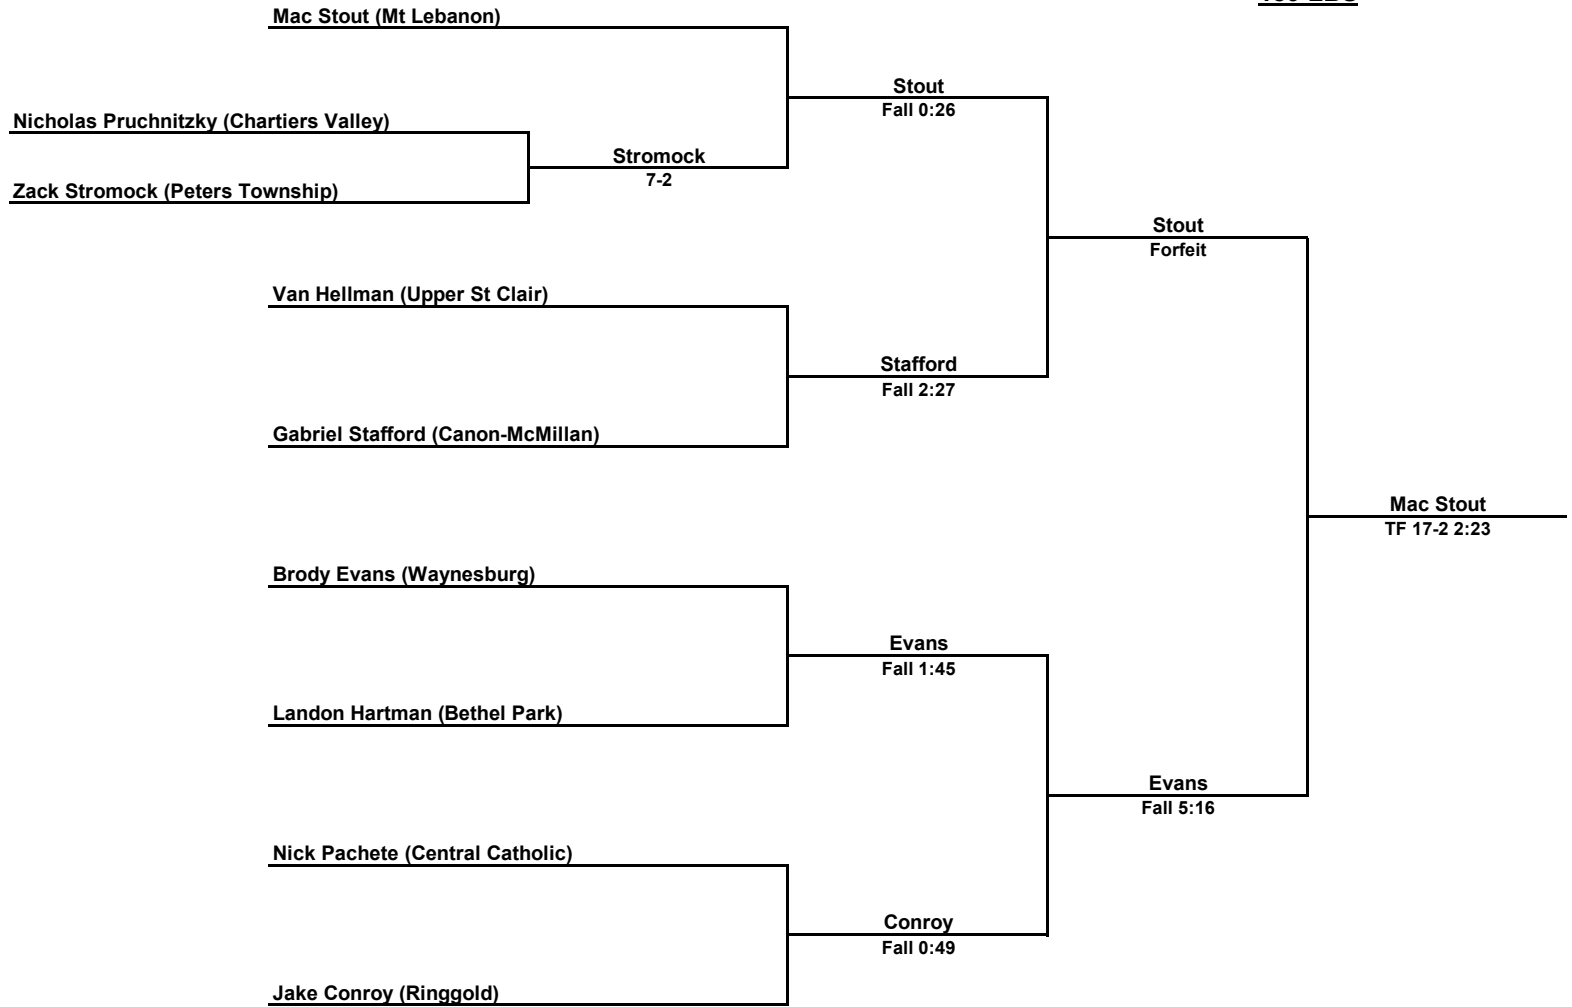 Mac Stout (Mt Lebanon)
Stout
Fall 0:26
Nicholas Pruchnitzky (Chartiers Valley)
Stromock
7-2
Zack Stromock (Peters Township)
Stout
Forfeit
Van Hellman (Upper St Clair)
Stafford
Fall 2:27
Gabriel Stafford (Canon-McMillan)
Mac Stout
TF 17-2 2:23
Brody Evans (Waynesburg)
Evans
Fall 1:45
Landon Hartman (Bethel Park)
Evans
Fall 5:16
Nick Pachete (Central Catholic)
Conroy
Fall 0:49
Jake Conroy (Ringgold)